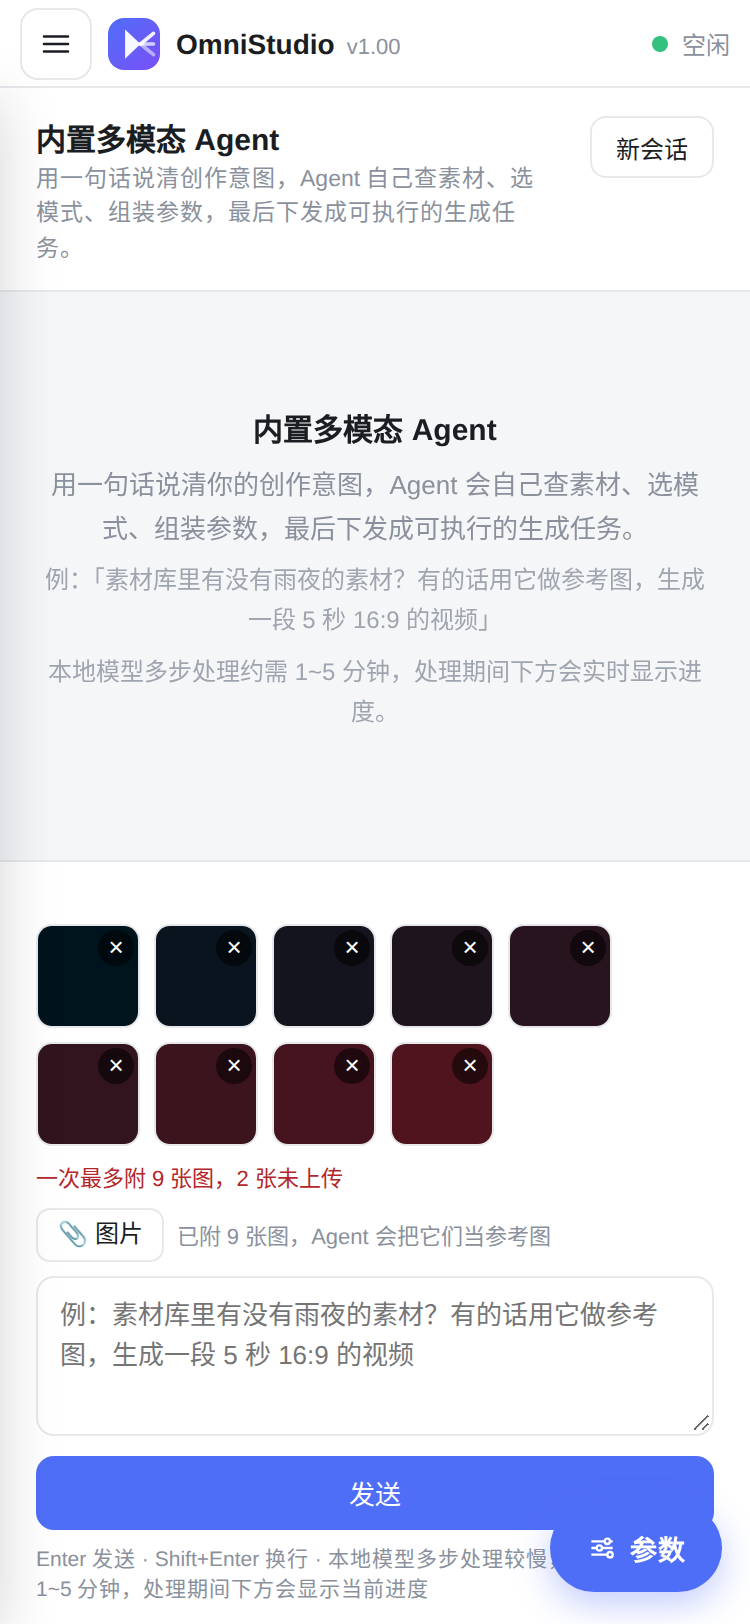 OmniStudio v1.00
空闲
内置多模态 Agent
新会话
用一句话说清创作意图，Agent 自己查素材、选
模式、组装参数，最后下发成可执行的生成任
务。
内置多模态 Agent
用一句话说清你的创作意图，Agent 会自己查素材、选模
式、组装参数，最后下发成可执行的生成任务。
例：「素材库里有没有雨夜的素材？有的话用它做参考图，生成
一段 5 秒 16:9 的视频」
本地模型多步处理约需 1~5 分钟，处理期间下方会实时显示进
度。
一次最多附 9 张图，2 张未上传
图片
已附 9 张图，Agent 会把它们当参考图
例：素材库里有没有雨夜的素材？有的话用它做参考
图，生成一段 5 秒 16:9 的视频
发送
Enter 发送 · Shift+Enter 换行 · 本地模型多步处理较慢，
1~5 分钟，处理期间下方会显示当前进度
参数